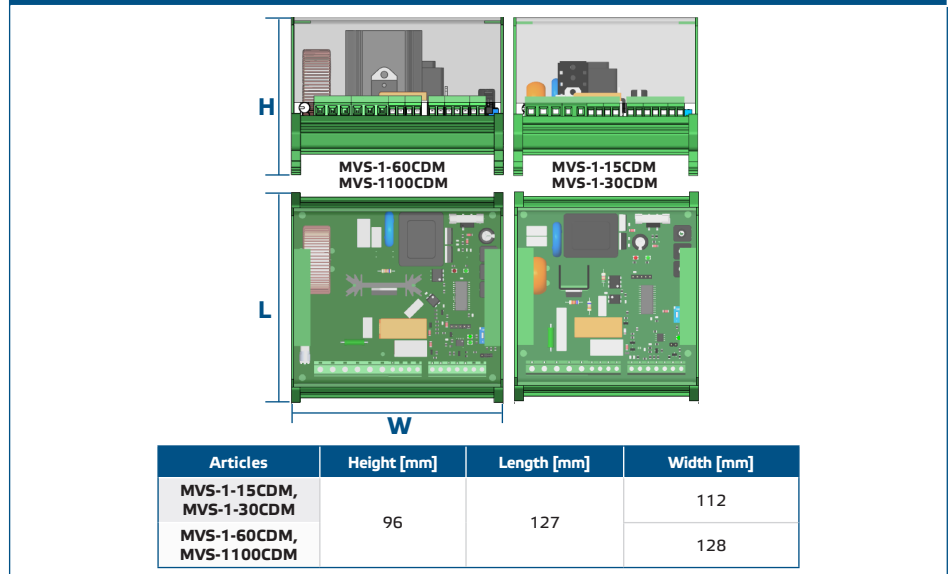 H
MVS-1-60CDM
MVS-1100CDM
MVS-1-15CDM
MVS-1-30CDM
L
W
Articles Height [mm] Length [mm] Width [mm]
MVS-1-15CDM,
MVS-1-30CDM
96 127
112
MVS-1-60CDM,
MVS-1100CDM
128